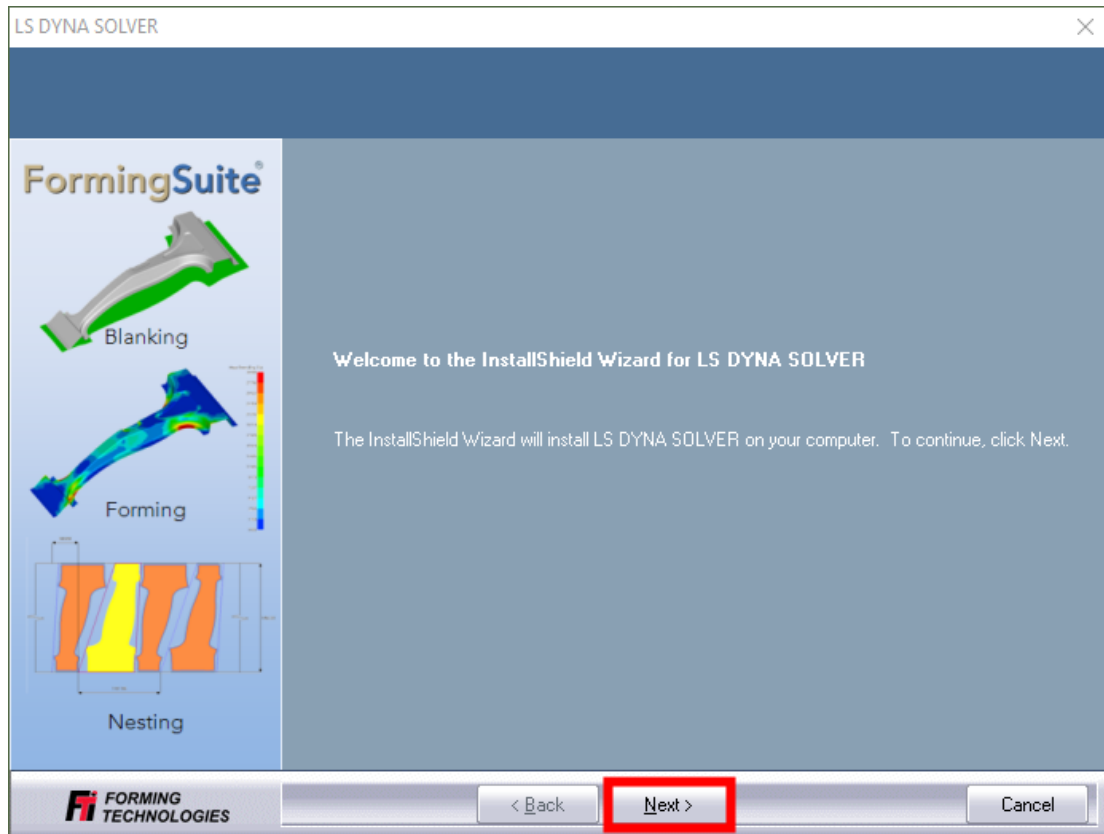 LS DYNA SOLVER
FormingSuite®
Blanking
Welcome to the InstallShield Wizard for LS DYNA SOLVER
The InstallShield Wizard will install LS DYNA SOLVER on your computer. To continue, click Next.
Forming
Nesting
FTi FORMING
TECHNOLOGIES
< Back
Next >
Cancel